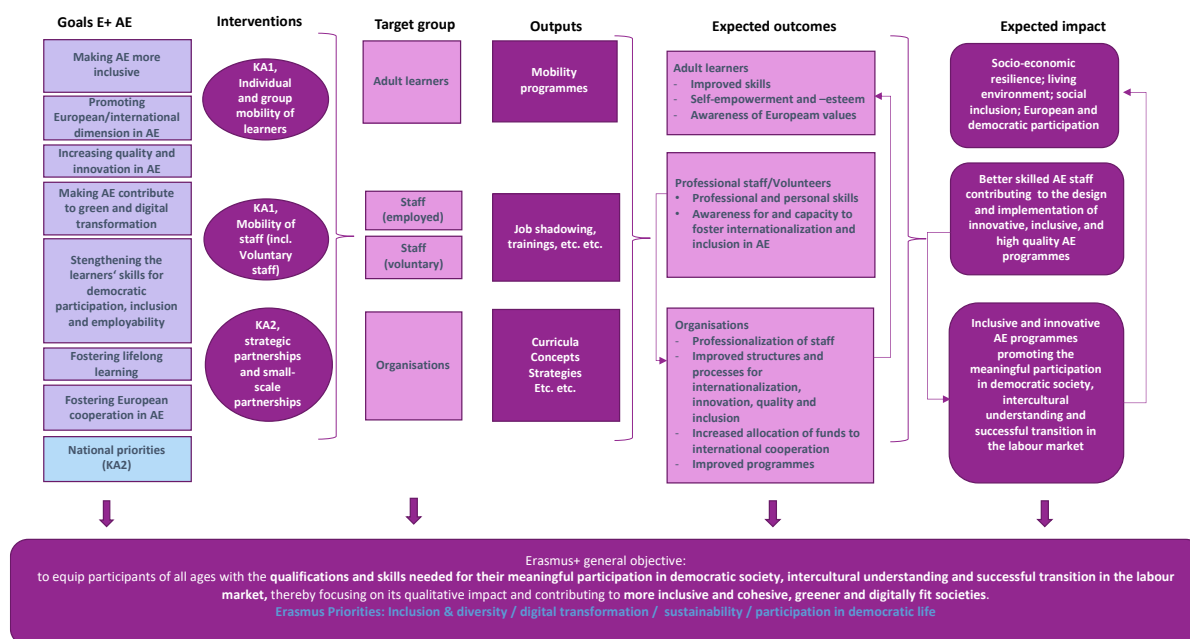 Goals E+ AE
Making AE more
inclusive
Promoting
European/international
dimension in AE
Increasing quality and
innovation in AE
Making AE contribute
to green and digital
transformation
Stengthening the
learners' skills for
democratic
participation, inclusion
and employability
Fostering lifelong
learning
Fostering European
cooperation in AE
National priorities
(KA2)
Interventions
KA1,
Individual
and group
mobility of
learners
KA1,
Mobility of
staff (incl.
Voluntary
staff)
KA2,
strategic
partnerships
and small-
scale
partnerships
Target group
Adult learners
Staff
(employed)
Staff
(voluntary)
Organisations
Outputs
Mobility
programmes
Job shadowing,
trainings, etc. etc.
Curricula
Concepts
Strategies
Etc. etc.
Expected outcomes
Adult learners
- Improved skills
- Self-empowerment and –esteem
- Awareness of European values
Professional staff/Volunteers
• Professional and personal skills
• Awareness for and capacity to
foster internationalization and
inclusion in AE
Organisations
- Professionalization of staff
- Improved structures and
processes for
internationalization,
innovation, quality and
inclusion
- Increased allocation of funds to
international cooperation
- Improved programmes
Expected impact
Socio-economic
resilience; living
environment; social
inclusion; European and
democratic participation
Better skilled AE staff
contributing to the design
and implementation of
innovative, inclusive, and
high quality AE
programmes
Inclusive and innovative
AE programmes
promoting the
meaningful participation
in democratic society,
intercultural
understanding and
successful transition in
the labour market
Erasmus+ general objective:
to equip participants of all ages with the qualifications and skills needed for their meaningful participation in democratic society, intercultural understanding and successful transition in the labour
market, thereby focusing on its qualitative impact and contributing to more inclusive and cohesive, greener and digitally fit societies.
Erasmus Priorities: Inclusion & diversity / digital transformation / sustainability / participation in democratic life